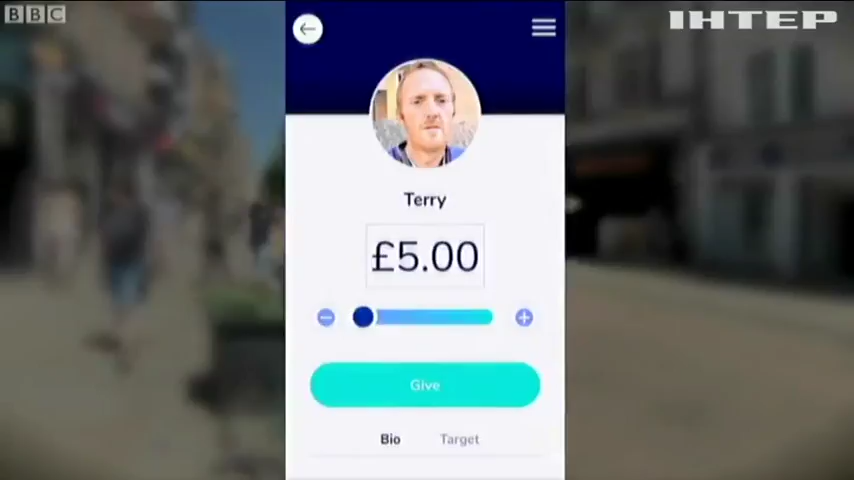 BBC
ІНТЕР
Terry
£5.00
Give
Bio Target